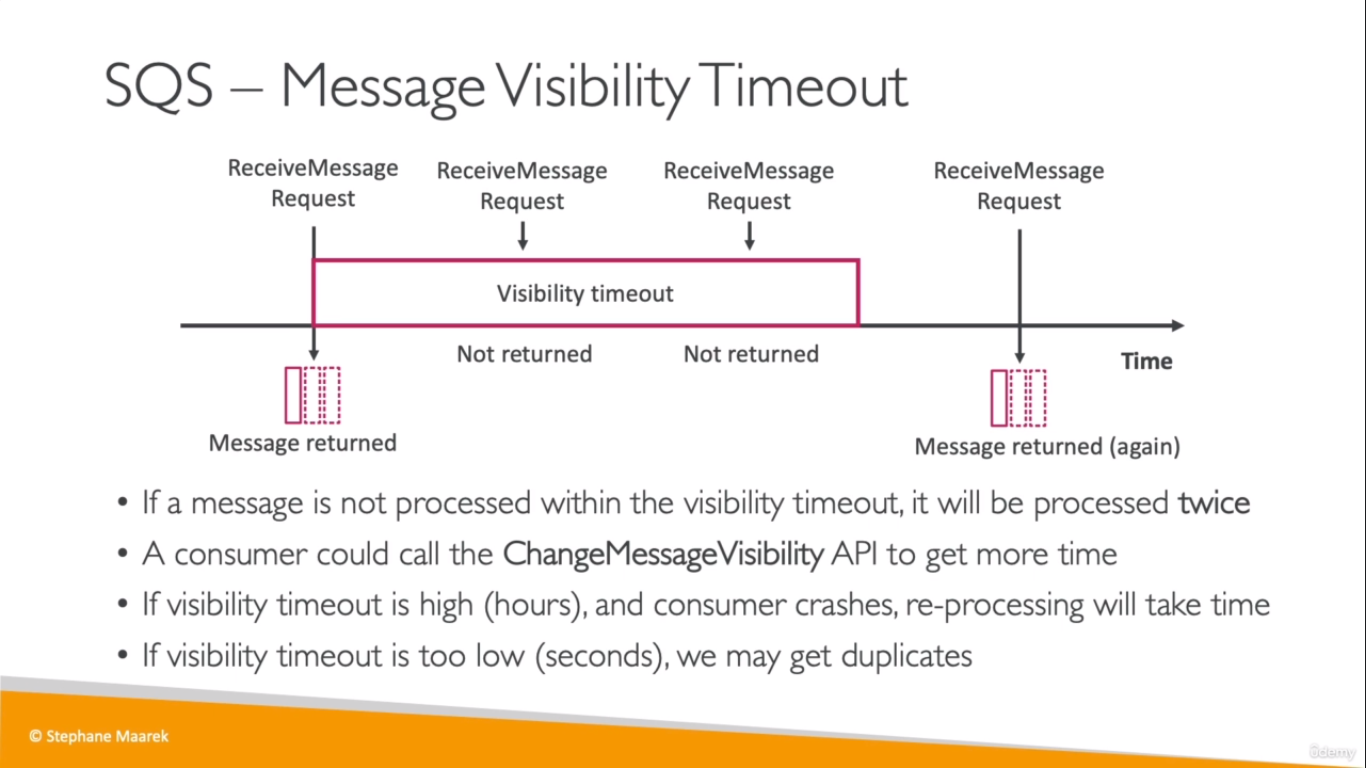 SQS – Message Visibility Timeout
ReceiveMessage
Request
ReceiveMessage
Request
ReceiveMessage
Request
ReceiveMessage
Request
Visibility timeout
Not returned
Not returned
Time
Message returned
Message returned (again)
• If a message is not processed within the visibility timeout, it will be processed twice
• A consumer could call the ChangeMessageVisibility API to get more time
• If visibility timeout is high (hours), and consumer crashes, re-processing will take time
• If visibility timeout is too low (seconds), we may get duplicates
© Stephane Maarek
ûdemy